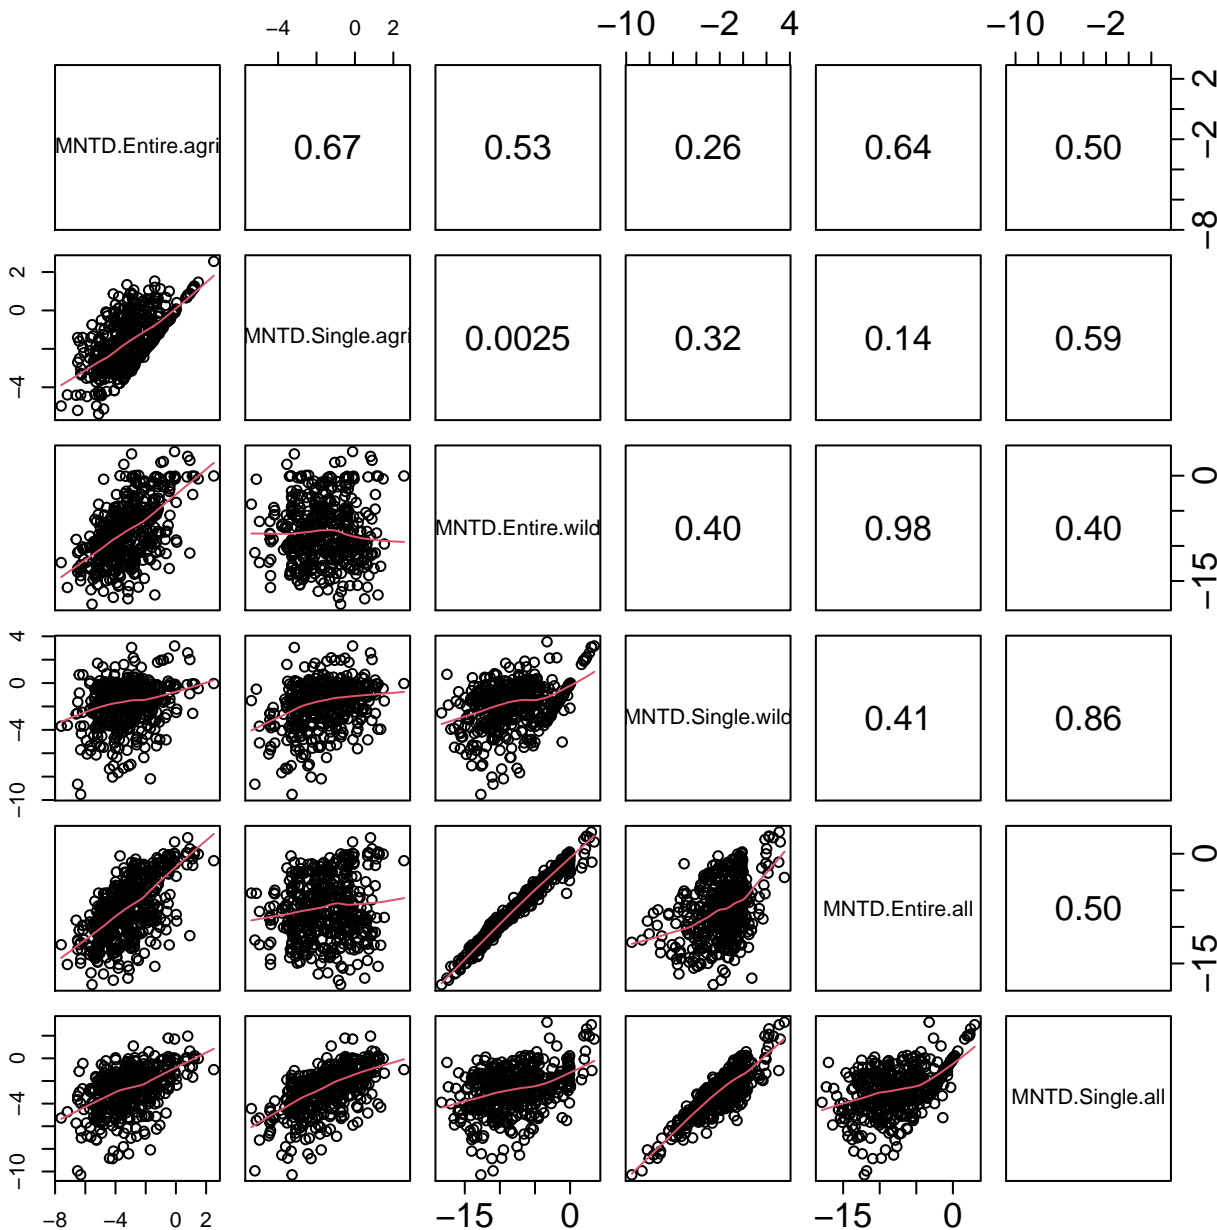 −4 0 2 −10 −2 4 −10 −2
MNTD.Entire.agri 0.67 0.53 0.26 0.64 0.50 −8 −2 2
−4 0 2 MNTD.Single.agri 0.0025 0.32 0.14 0.59
MNTD.Entire.wild 0.40 0.98 0.40 −15 0
−10 −4 0 4 MNTD.Single.wild 0.41 0.86
MNTD.Entire.all 0.50 −15 0
−10 −4 0 MNTD.Single.all
−8 −4 0 2 −15 0 −15 0